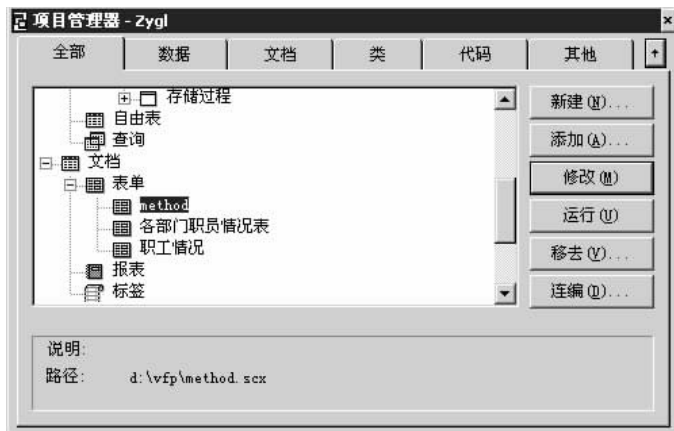 项目管理器 - Zygl
全部 数据 文档 类 代码 其他
存储过程
自由表
查询
文档
表单
method
各部门职员情况表
职工情况
报表
标签
新建(N)...
添加(A)...
修改(M)
运行(U)
移去(V)...
连编(D)...
说明:
路径: d:\vfp\method.scx